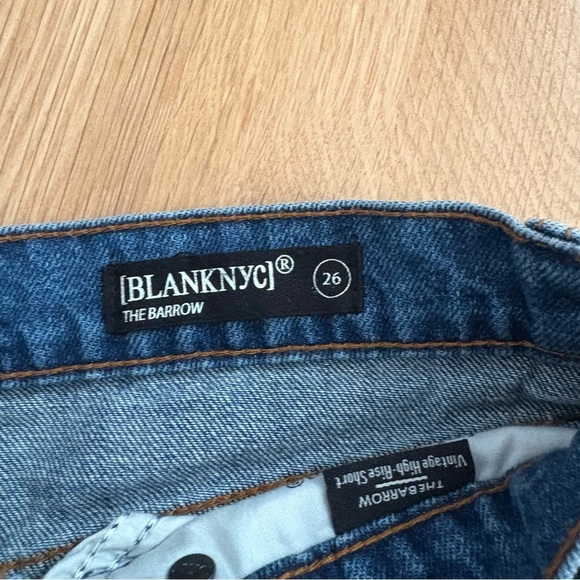 [BLANKNYC]®
THE BARROW
26
THE BARROW
Vintage High-Rise Short